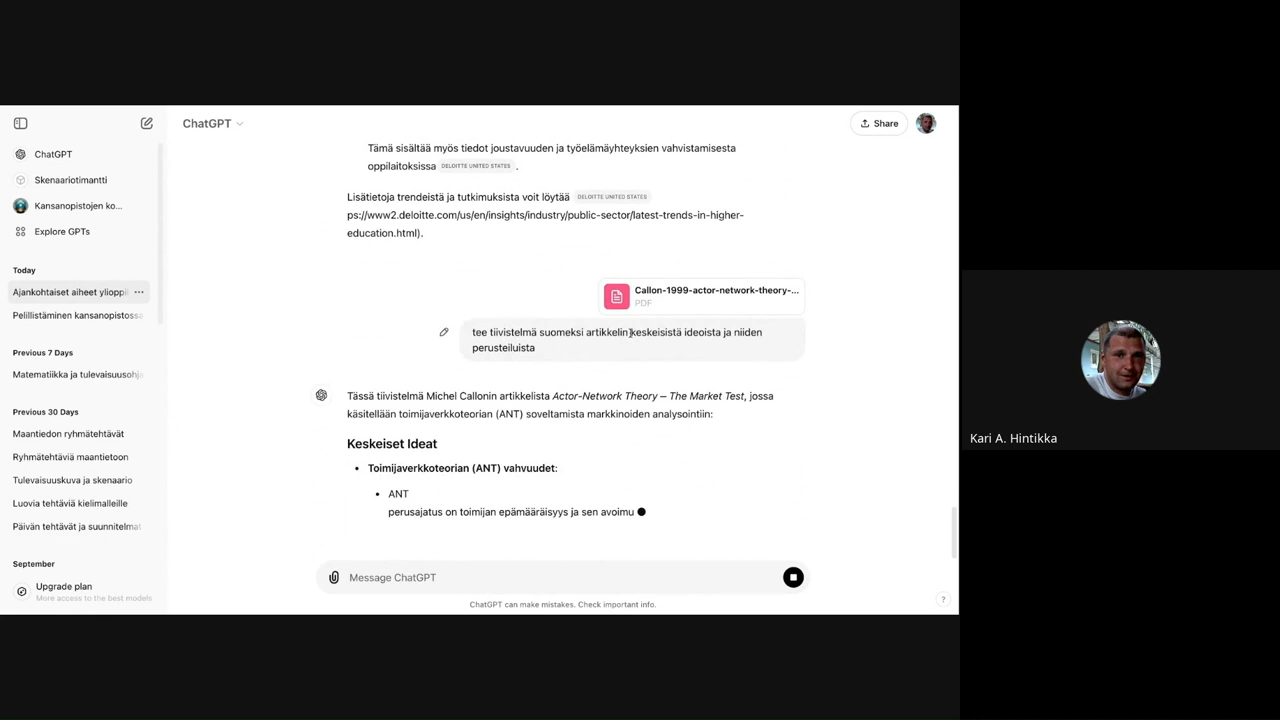 ChatGPT
Share
ChatGPT
Skenaariotimantti
Kansanopistojen ko...
Explore GPTs
Today
Ajankohtaiset aiheet ylioppi
Pelillistäminen kansanopistossa
Previous 7 Days
Matematiikka ja tulevaisuusohja
Previous 30 Days
Maantiedon ryhmätehtävät
Ryhmätehtäviä maantietoon
Tulevaisuuskuva ja skenaario
Luovia tehtäviä kielimalleille
Päivän tehtävät ja suunnitelmat
September
Upgrade plan
More access to the best models
Tämä sisältää myös tiedot joustavuuden ja työelämäyhteyksien vahvistamisesta
oppilaitoksissa DELOITTE UNITED STATES .
Lisätietoja trendeistä ja tutkimuksista voit löytää DELOITTE UNITED STATES
ps://www2.deloitte.com/us/en/insights/industry/public-sector/latest-trends-in-higher-
education.html).
Callon-1999-actor-network-theory-...
PDF
tee tiivistelmä suomeksi artikkelin keskeisistä ideoista ja niiden
perusteiluista
Tässä tiivistelmä Michel Callonin artikkelista Actor-Network Theory – The Market Test, jossa
käsitellään toimijaverkkoteorian (ANT) soveltamista markkinoiden analysointiin:
Keskeiset Ideat
• Toimijaverkkoteorian (ANT) vahvuudet:
• ANT
perusajatus on toimijan epämääräisyys ja sen avoimu
Message ChatGPT
ChatGPT can make mistakes. Check important info.
?
Kari A. Hintikka